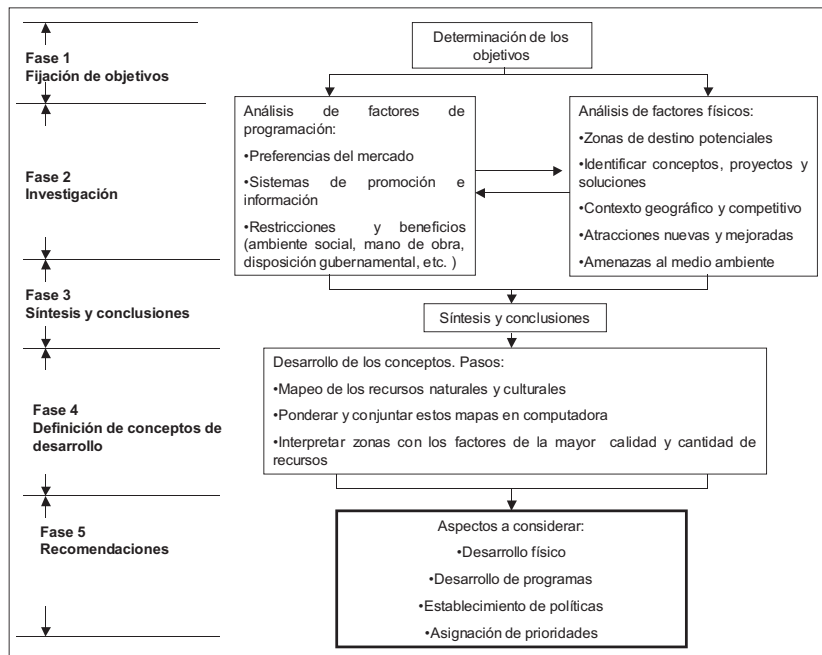 Fase 1
Fijación de objetivos
Determinación de los
objetivos
Fase 2
Investigación
Análisis de factores de
programación:
•Preferencias del mercado
•Sistemas de promoción e
información
•Restricciones y beneficios
(ambiente social, mano de obra,
disposición gubernamental, etc. )
Análisis de factores físicos:
•Zonas de destino potenciales
•Identificar conceptos, proyectos y
soluciones
•Contexto geográfico y competitivo
•Atracciones nuevas y mejoradas
•Amenazas al medio ambiente
Fase 3
Síntesis y conclusiones
Síntesis y conclusiones
Fase 4
Definición de conceptos de
desarrollo
Desarrollo de los conceptos. Pasos:
•Mapeo de los recursos naturales y culturales
•Ponderar y conjuntar estos mapas en computadora
•Interpretar zonas con los factores de la mayor calidad y cantidad de
recursos
Fase 5
Recomendaciones
Aspectos a considerar:
•Desarrollo físico
•Desarrollo de programas
•Establecimiento de políticas
•Asignación de prioridades